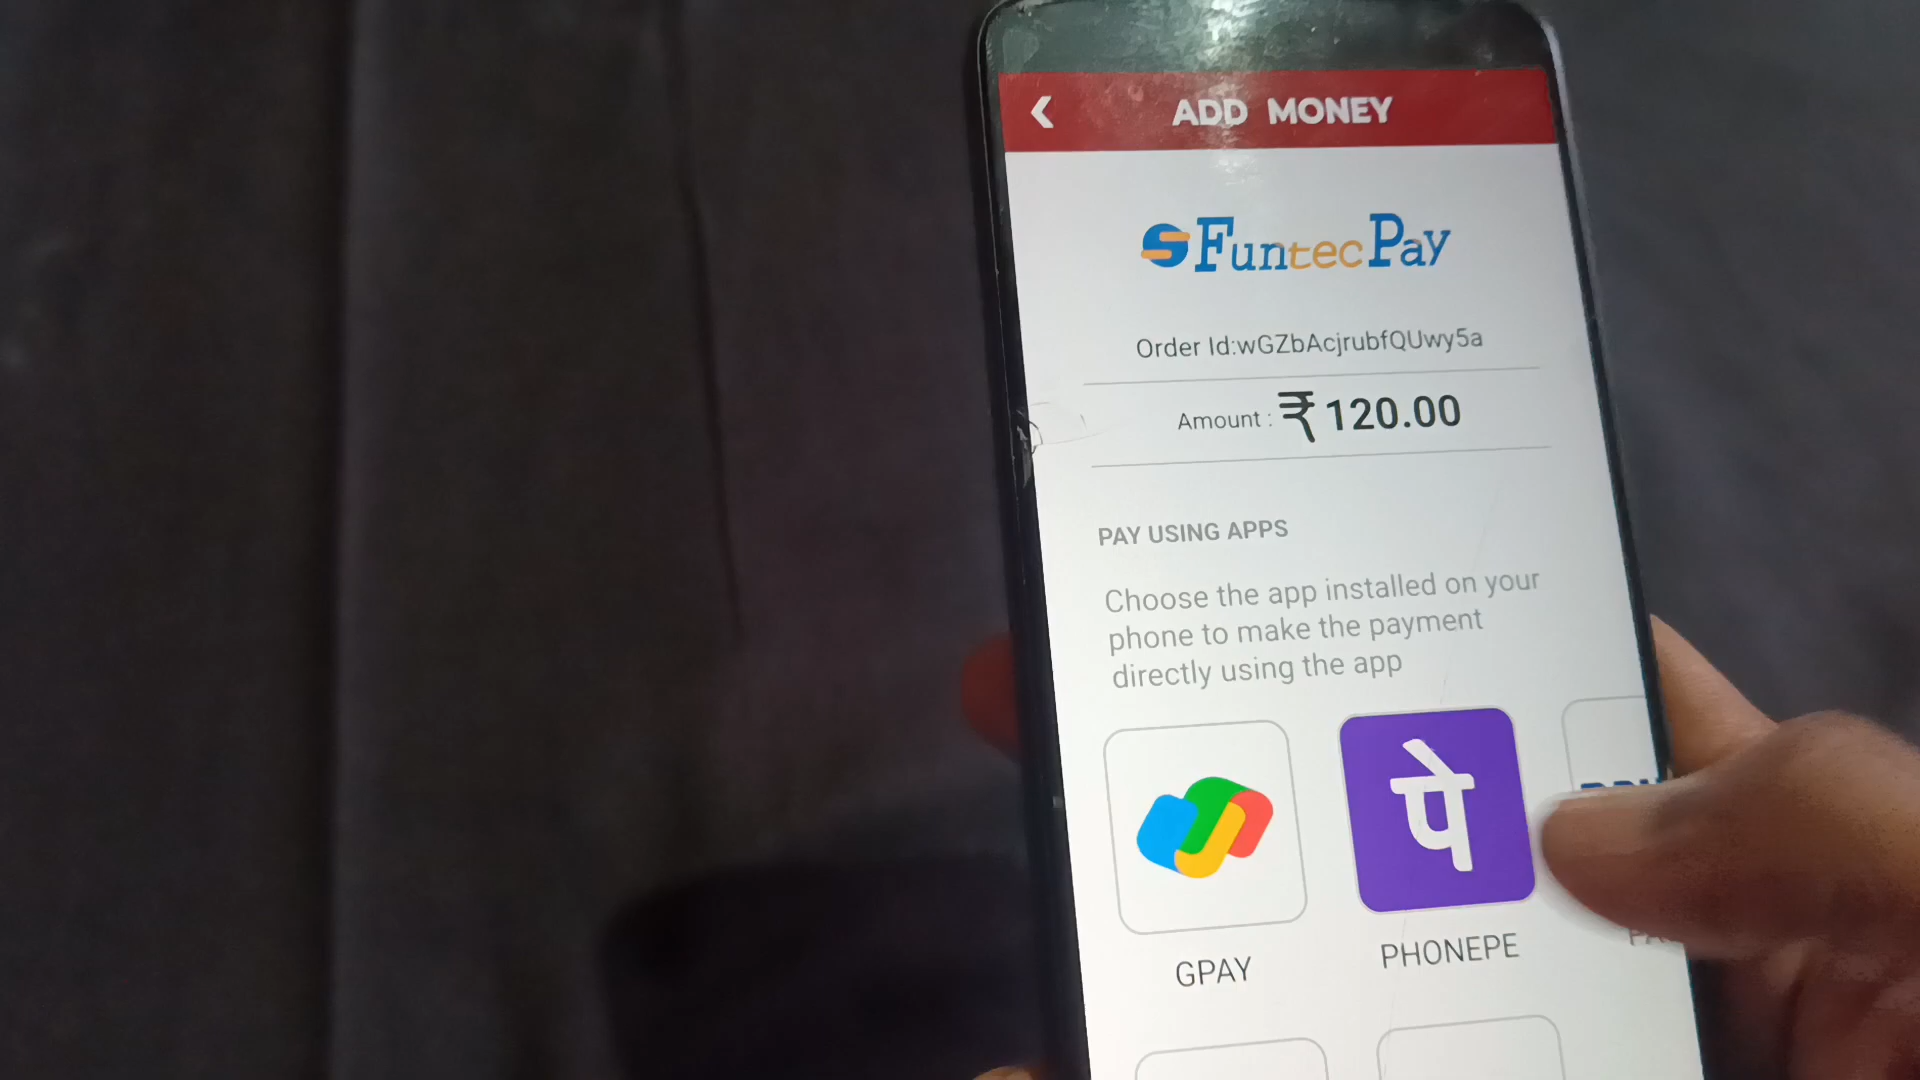 ADD MONEY
FuntecPay
Order Id:wGZbAcjrubfQUwy5a
Amount : ₹ 120.00
PAY USING APPS
Choose the app installed on your
phone to make the payment
directly using the app
पे
GPAY
PHONEPE